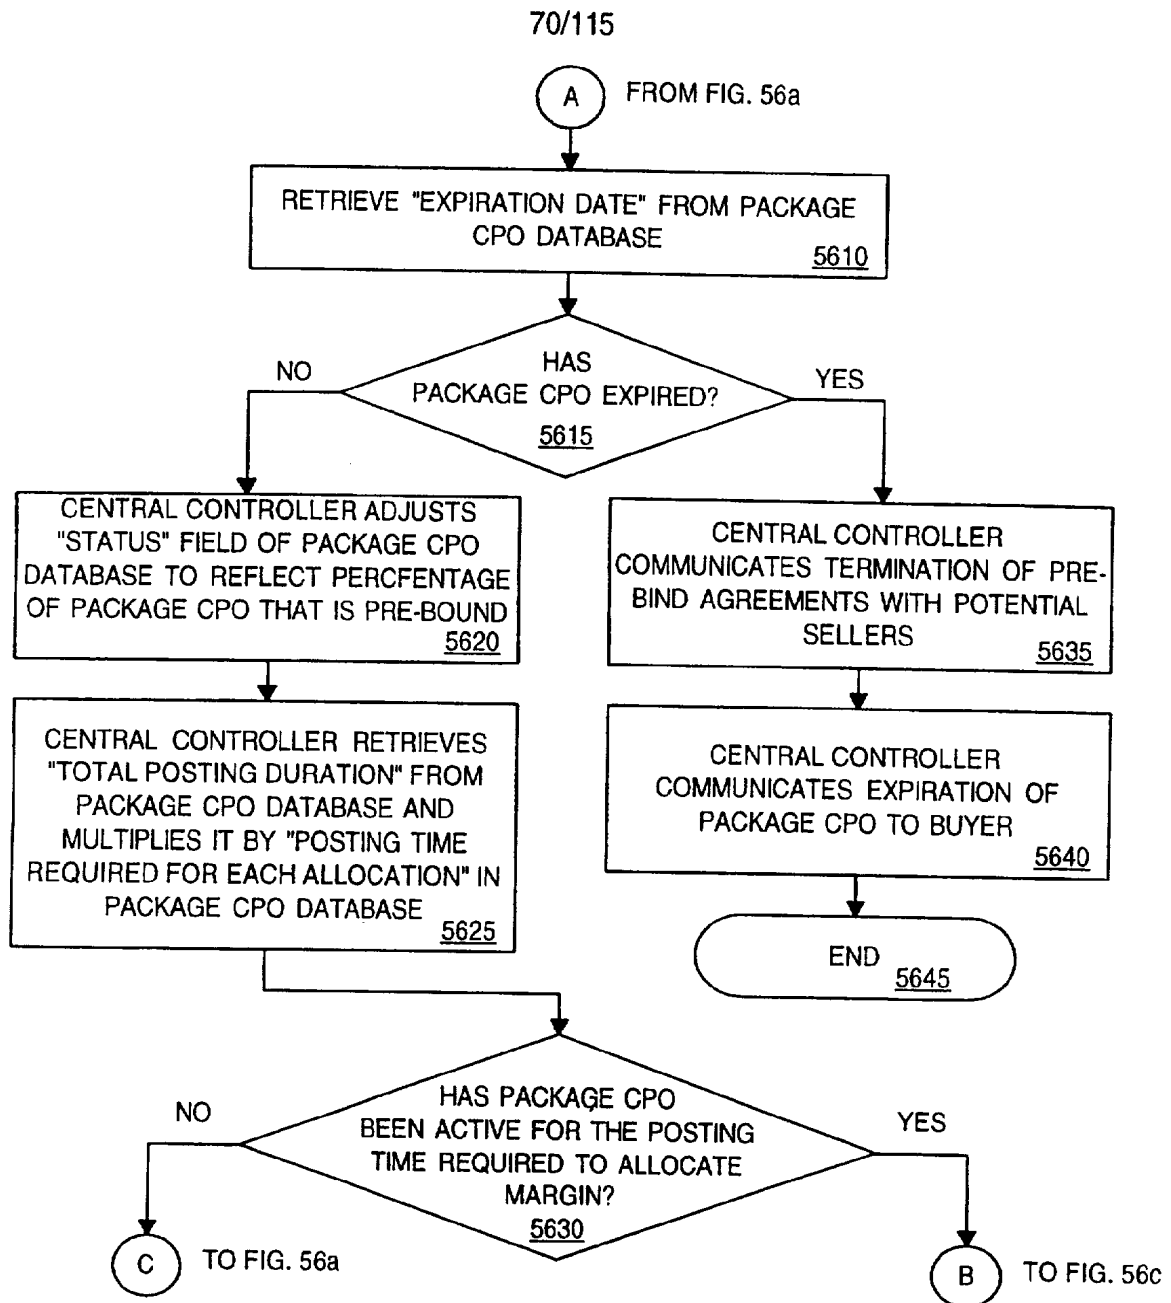 70/115
A
FROM FIG. 56a
RETRIEVE "EXPIRATION DATE" FROM PACKAGE
CPO DATABASE
5610
HAS
PACKAGE CPO EXPIRED?
5615
NO
YES
CENTRAL CONTROLLER ADJUSTS
"STATUS" FIELD OF PACKAGE CPO
DATABASE TO REFLECT PERCFENTAGE
OF PACKAGE CPO THAT IS PRE-BOUND
5620
CENTRAL CONTROLLER
COMMUNICATES TERMINATION OF PRE-
BIND AGREEMENTS WITH POTENTIAL
SELLERS
5635
CENTRAL CONTROLLER RETRIEVES
"TOTAL POSTING DURATION" FROM
PACKAGE CPO DATABASE AND
MULTIPLIES IT BY "POSTING TIME
REQUIRED FOR EACH ALLOCATION" IN
PACKAGE CPO DATABASE
5625
CENTRAL CONTROLLER
COMMUNICATES EXPIRATION OF
PACKAGE CPO TO BUYER
5640
END
5645
HAS PACKAGE CPO
BEEN ACTIVE FOR THE POSTING
TIME REQUIRED TO ALLOCATE
MARGIN?
5630
NO
YES
C
TO FIG. 56a
B
TO FIG. 56c